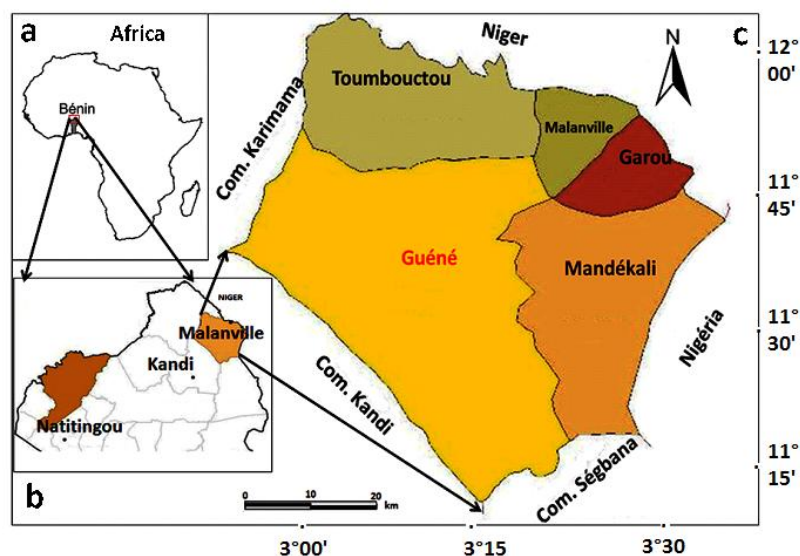 a
Africa
Bénin
NIGER
Malanville
Kandi
Natitingou
b
c
N
Niger
Toumbouctou
Malanville
Garou
Com. Karimama
Guéné
Mandékali
Nigéria
Com. Kandi
Com. Ségbana
0 10 20
km
12°
00'
11°
45'
11°
30'
11°
15'
3°00' 3°15' 3°30'